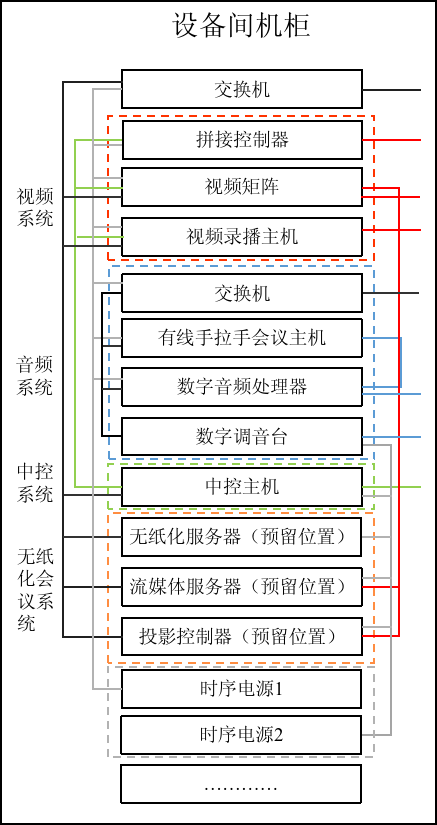 设备间机柜
交换机
拼接控制器
视频
系统
视频矩阵
视频录播主机
交换机
有线手拉手会议主机
音频
系统
数字音频处理器
数字调音台
中控
系统
中控主机
无纸化服务器（预留位置）
无纸
化会
议系
统
流媒体服务器（预留位置）
投影控制器（预留位置）
时序电源1
时序电源2
…………